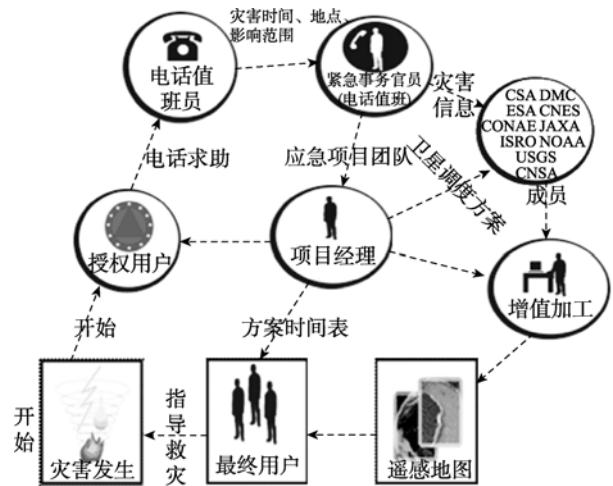 灾害时间、地点、
影响范围
电话值
班员
紧急事务官员
(电话值班)
灾害
信息
CSA DMC
ESA CNES
CONAE JAXA
ISRO NOAA
USGS
CNSA
成员
电话求助
应急项目团队
卫星调度方案
授权用户
项目经理
增值加工
开始
方案时间表
开始
灾害发生
指导救灾
最终用户
遥感地图